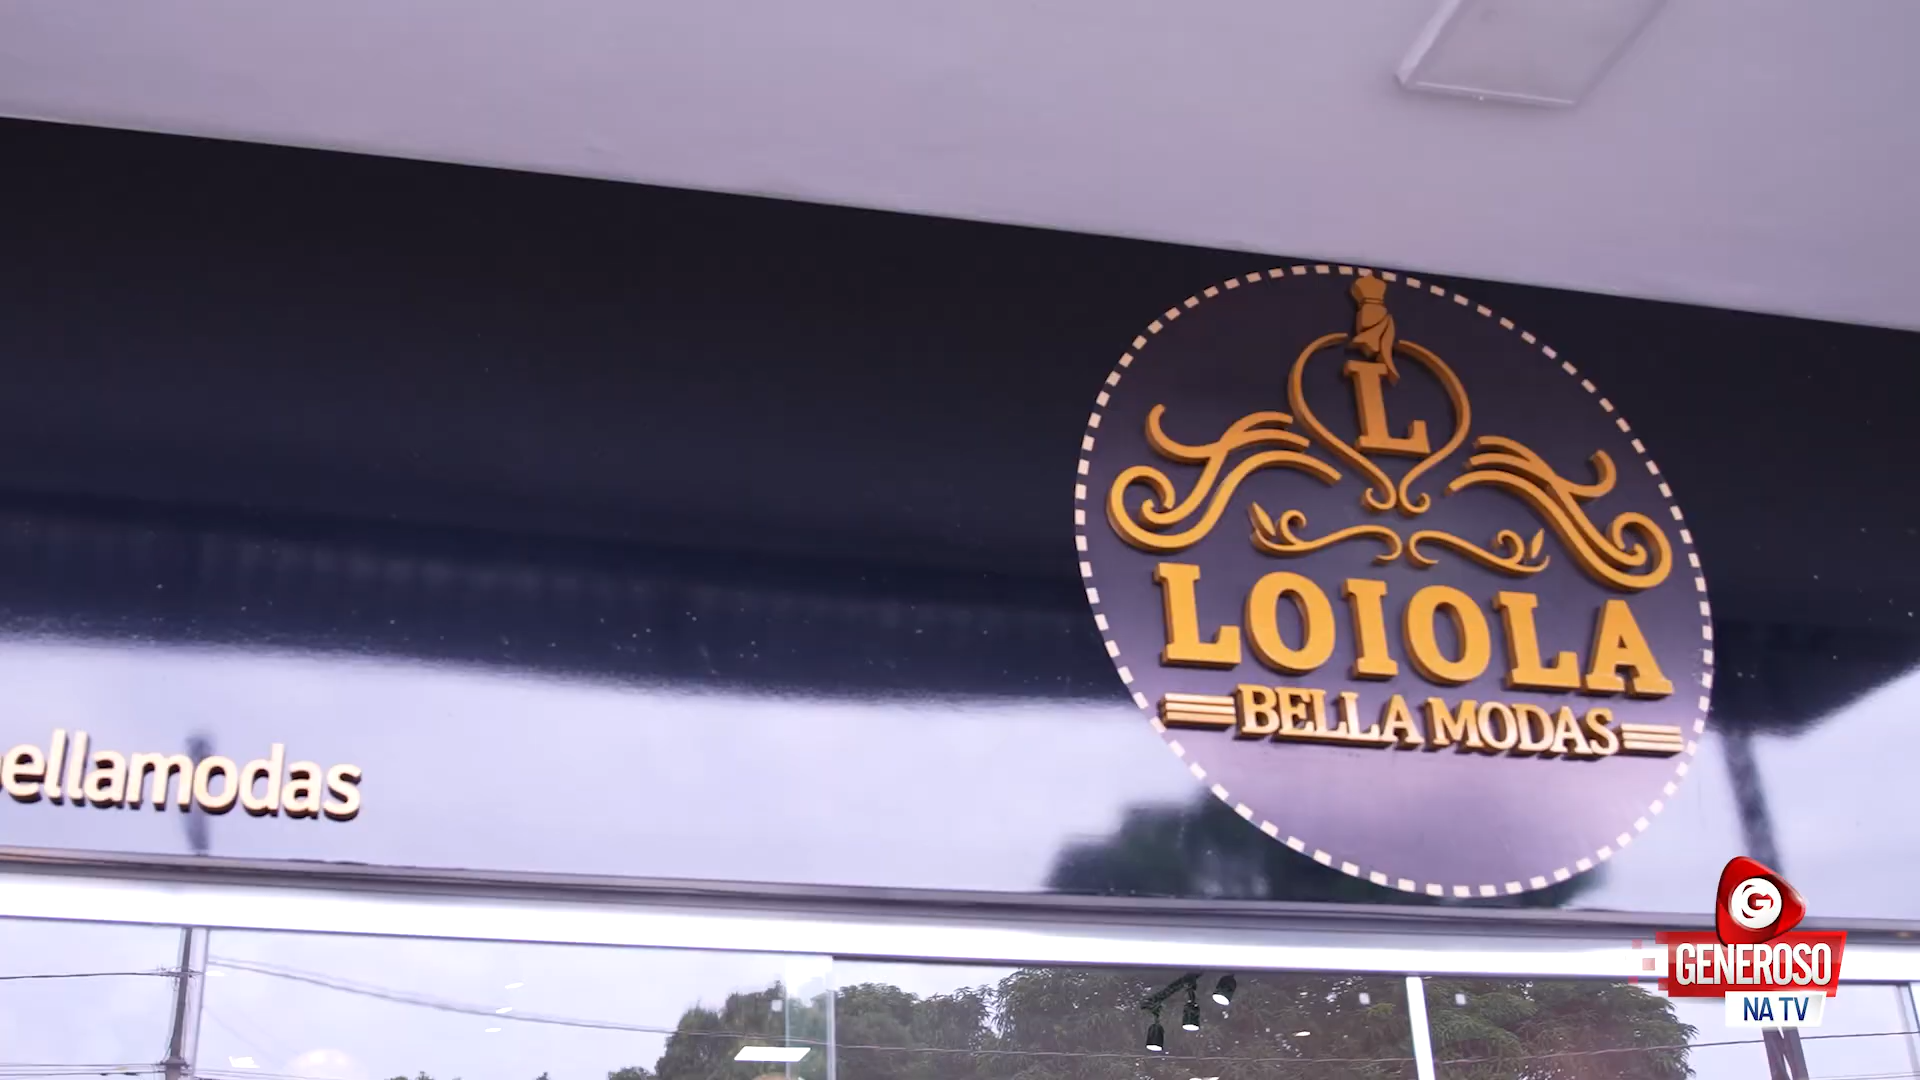 L
LOIOLA
BELLA MODAS
ellamodas
G
GENEROSO
NA TV